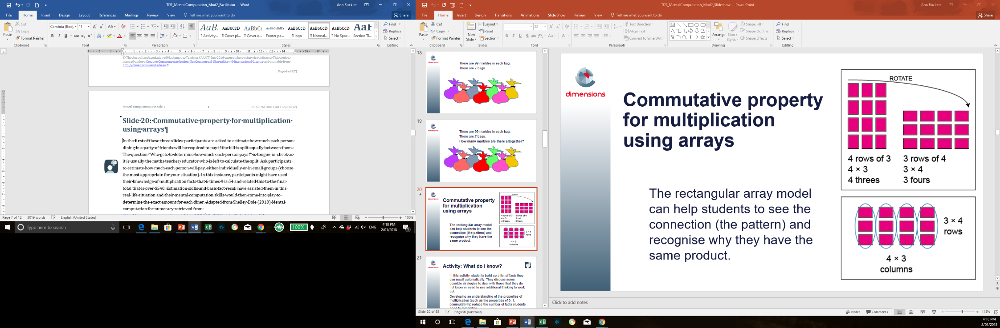 TDT_MentalComputation_Mod2_Facilitator - Word
Ann Ruckert
File Home Insert Design Layout References Mailings Review View Tell me what you want to do Share
Paste
Cut
Copy
Format Painter
Clipboard
Cambria (Body 11
Font
Paragraph
AaBl AaBbCcD AaBbCc AaBbCcDdEe AaBbCcD AaBbCcD AaBbCcD AaB
¶ Activity... ¶ Cover pi... ¶ Cover q... Footer pa... ¶ logo ¶ Normal... ¶ No Spac... Section Ti...
Styles
Find
Replace
Select
Editing
© The Australian Association of Mathematics Teachers (AAMT) Inc. 2016 except where otherwise indicated. This work is
licensed under a Creative Commons Attribution-NonCommercial-ShareAlike 4.0 International License and available from
http://dimensions.aamt.edu.au.¶
Page 6 of 12¶
Mental computation: Module 1 → INFORMATION FOR TEACHERS¶
Slide 20: Commutative property for multiplication
using arrays¶
In the first of these three slides participants are asked to estimate how much each person
dining in a party of friends will be required to pay if the bill is split equally between them.
The question "Who gets to determine how much each person pays?" is tongue in cheek as
it is usually the maths teacher/educator who is left to calculate the split. Ask participants
to estimate how much each person will pay, either individually or in small groups (choose
the most appropriate for your situation). In this instance, participants might have used
their knowledge of multiplication facts that 6 times 9 is 54 and related this to the final
total that is over $540. Estimation skills and basic fact recall have assisted them in this
real-life situation and their mental computation skills would then come into play to
determine the exact amount for each diner. Adapted from Shelley Dole (2010) Mental
computation for numeracy retrieved from
Page 7 of 12 3019 words English (United States) 100%
Type here to search
100%
ENG
4:18 PM
2/01/2018
TDT_MentalComputation_Mod2_Slideshow - PowerPoint
Ann Ruckert
File Home Insert Design Transitions Animations Slide Show Review View Tell me what you want to do Share
Paste
Cut
Copy
Format Painter
Clipboard
New
Slide
Layout
Reset
Section
Slides
22
Font
Text Direction
Align Text
Convert to SmartArt
Paragraph
Arrange
Quick
Styles
Shape Fill
Shape Outline
Shape Effects
Drawing
Find
Replace
Select
Editing
18
dimensions
There are 99 marbles in each bag.
There are 7 bags.
19
dimensions
There are 99 marbles in each bag.
There are 7 bags.
How many marbles are there altogether?
20
dimensions
Commutative property
for multiplication
using arrays
The rectangular array model
can help students to see the
connection (the pattern) and
recognise why they have the
same product.
ROTATE
4 rows of 3 3 rows of 4
4 × 3 3 × 4
4 threes 3 fours
3 × 4
rows
4 × 3
columns
21
dimensions
Activity: What do I know?
In this activity, students build up a list of facts they
can recall automatically. They discuss some
possible strategies to deal with those that they do
not know or need to use additional thinking to work
out.
Developing an understanding of the properties of
multiplication (such as the properties of 0, 1,
commutativity) reduce the number of facts students
dimensions
Commutative property
for multiplication
using arrays
The rectangular array model
can help students to see the
connection (the pattern) and
recognise why they have the
same product.
ROTATE
4 rows of 3 3 rows of 4
4 × 3 3 × 4
4 threes 3 fours
3 × 4
rows
4 × 3
columns
Click to add notes
Slide 20 of 55 English (Australia) Notes Comments 145%
4:18 PM
2/01/2018